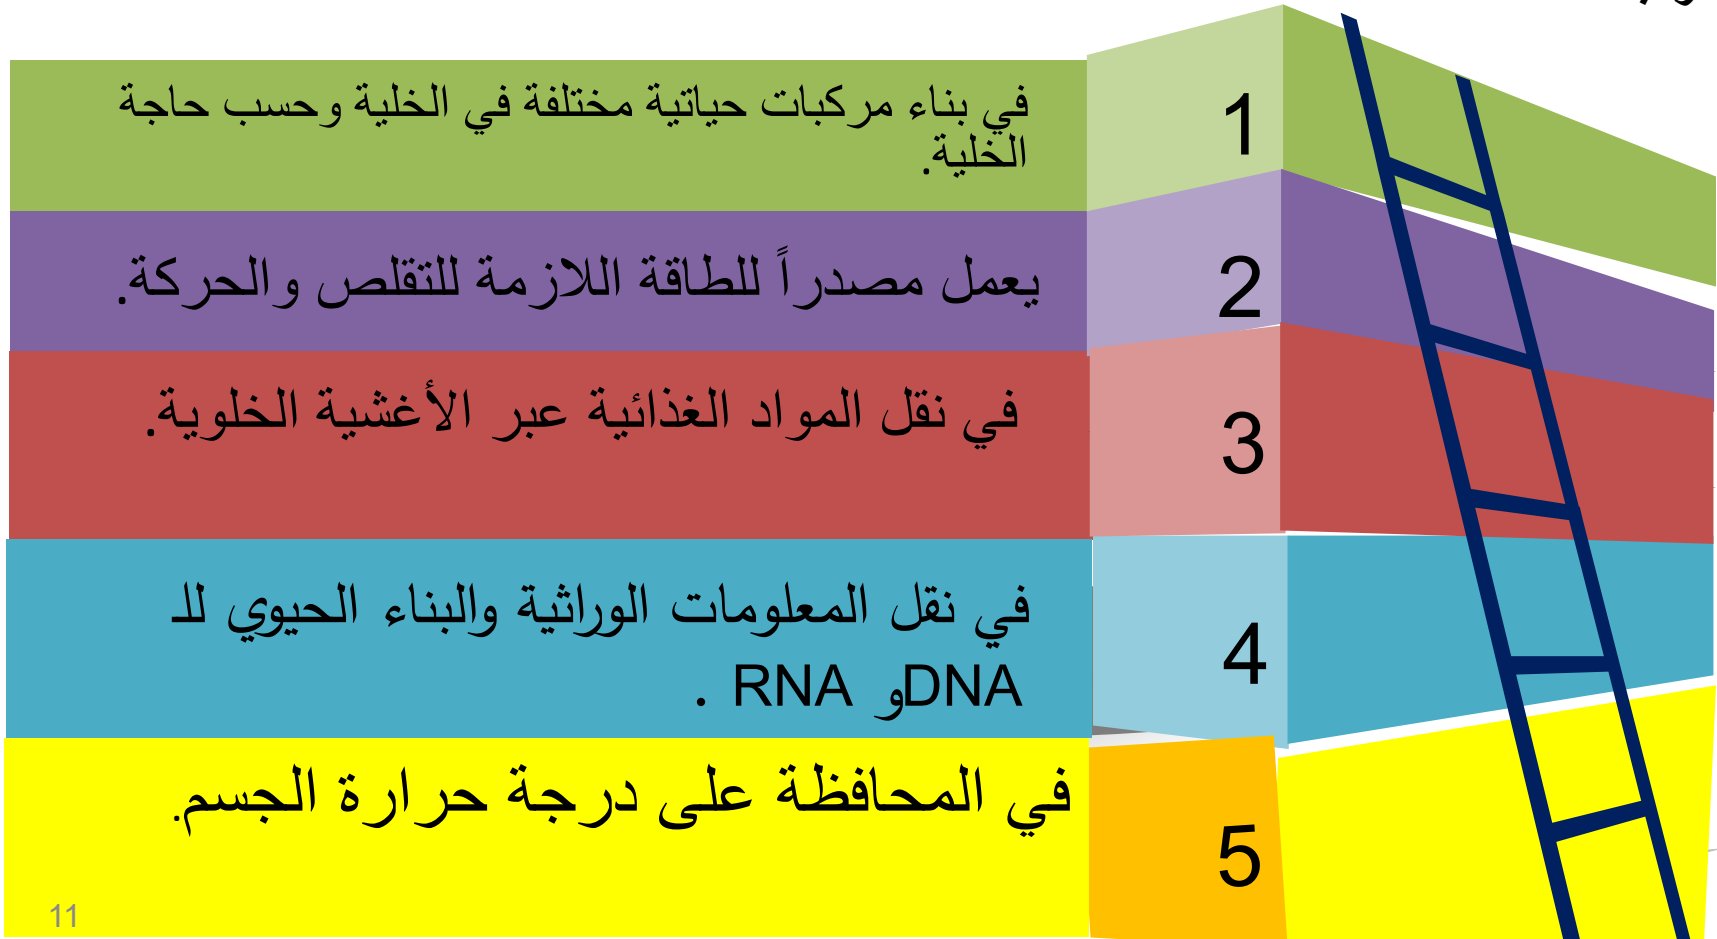 1
في بناء مركبات حياتية مختلفة في الخلية وحسب حاجة
الخلية.
2
يعمل مصدراً للطاقة اللازمة للتقلص والحركة.
3
في نقل المواد الغذائية عبر الأغشية الخلوية.
4
في نقل المعلومات الوراثية والبناء الحيوي للـ
DNAو RNA .
5
في المحافظة على درجة حرارة الجسم.
11